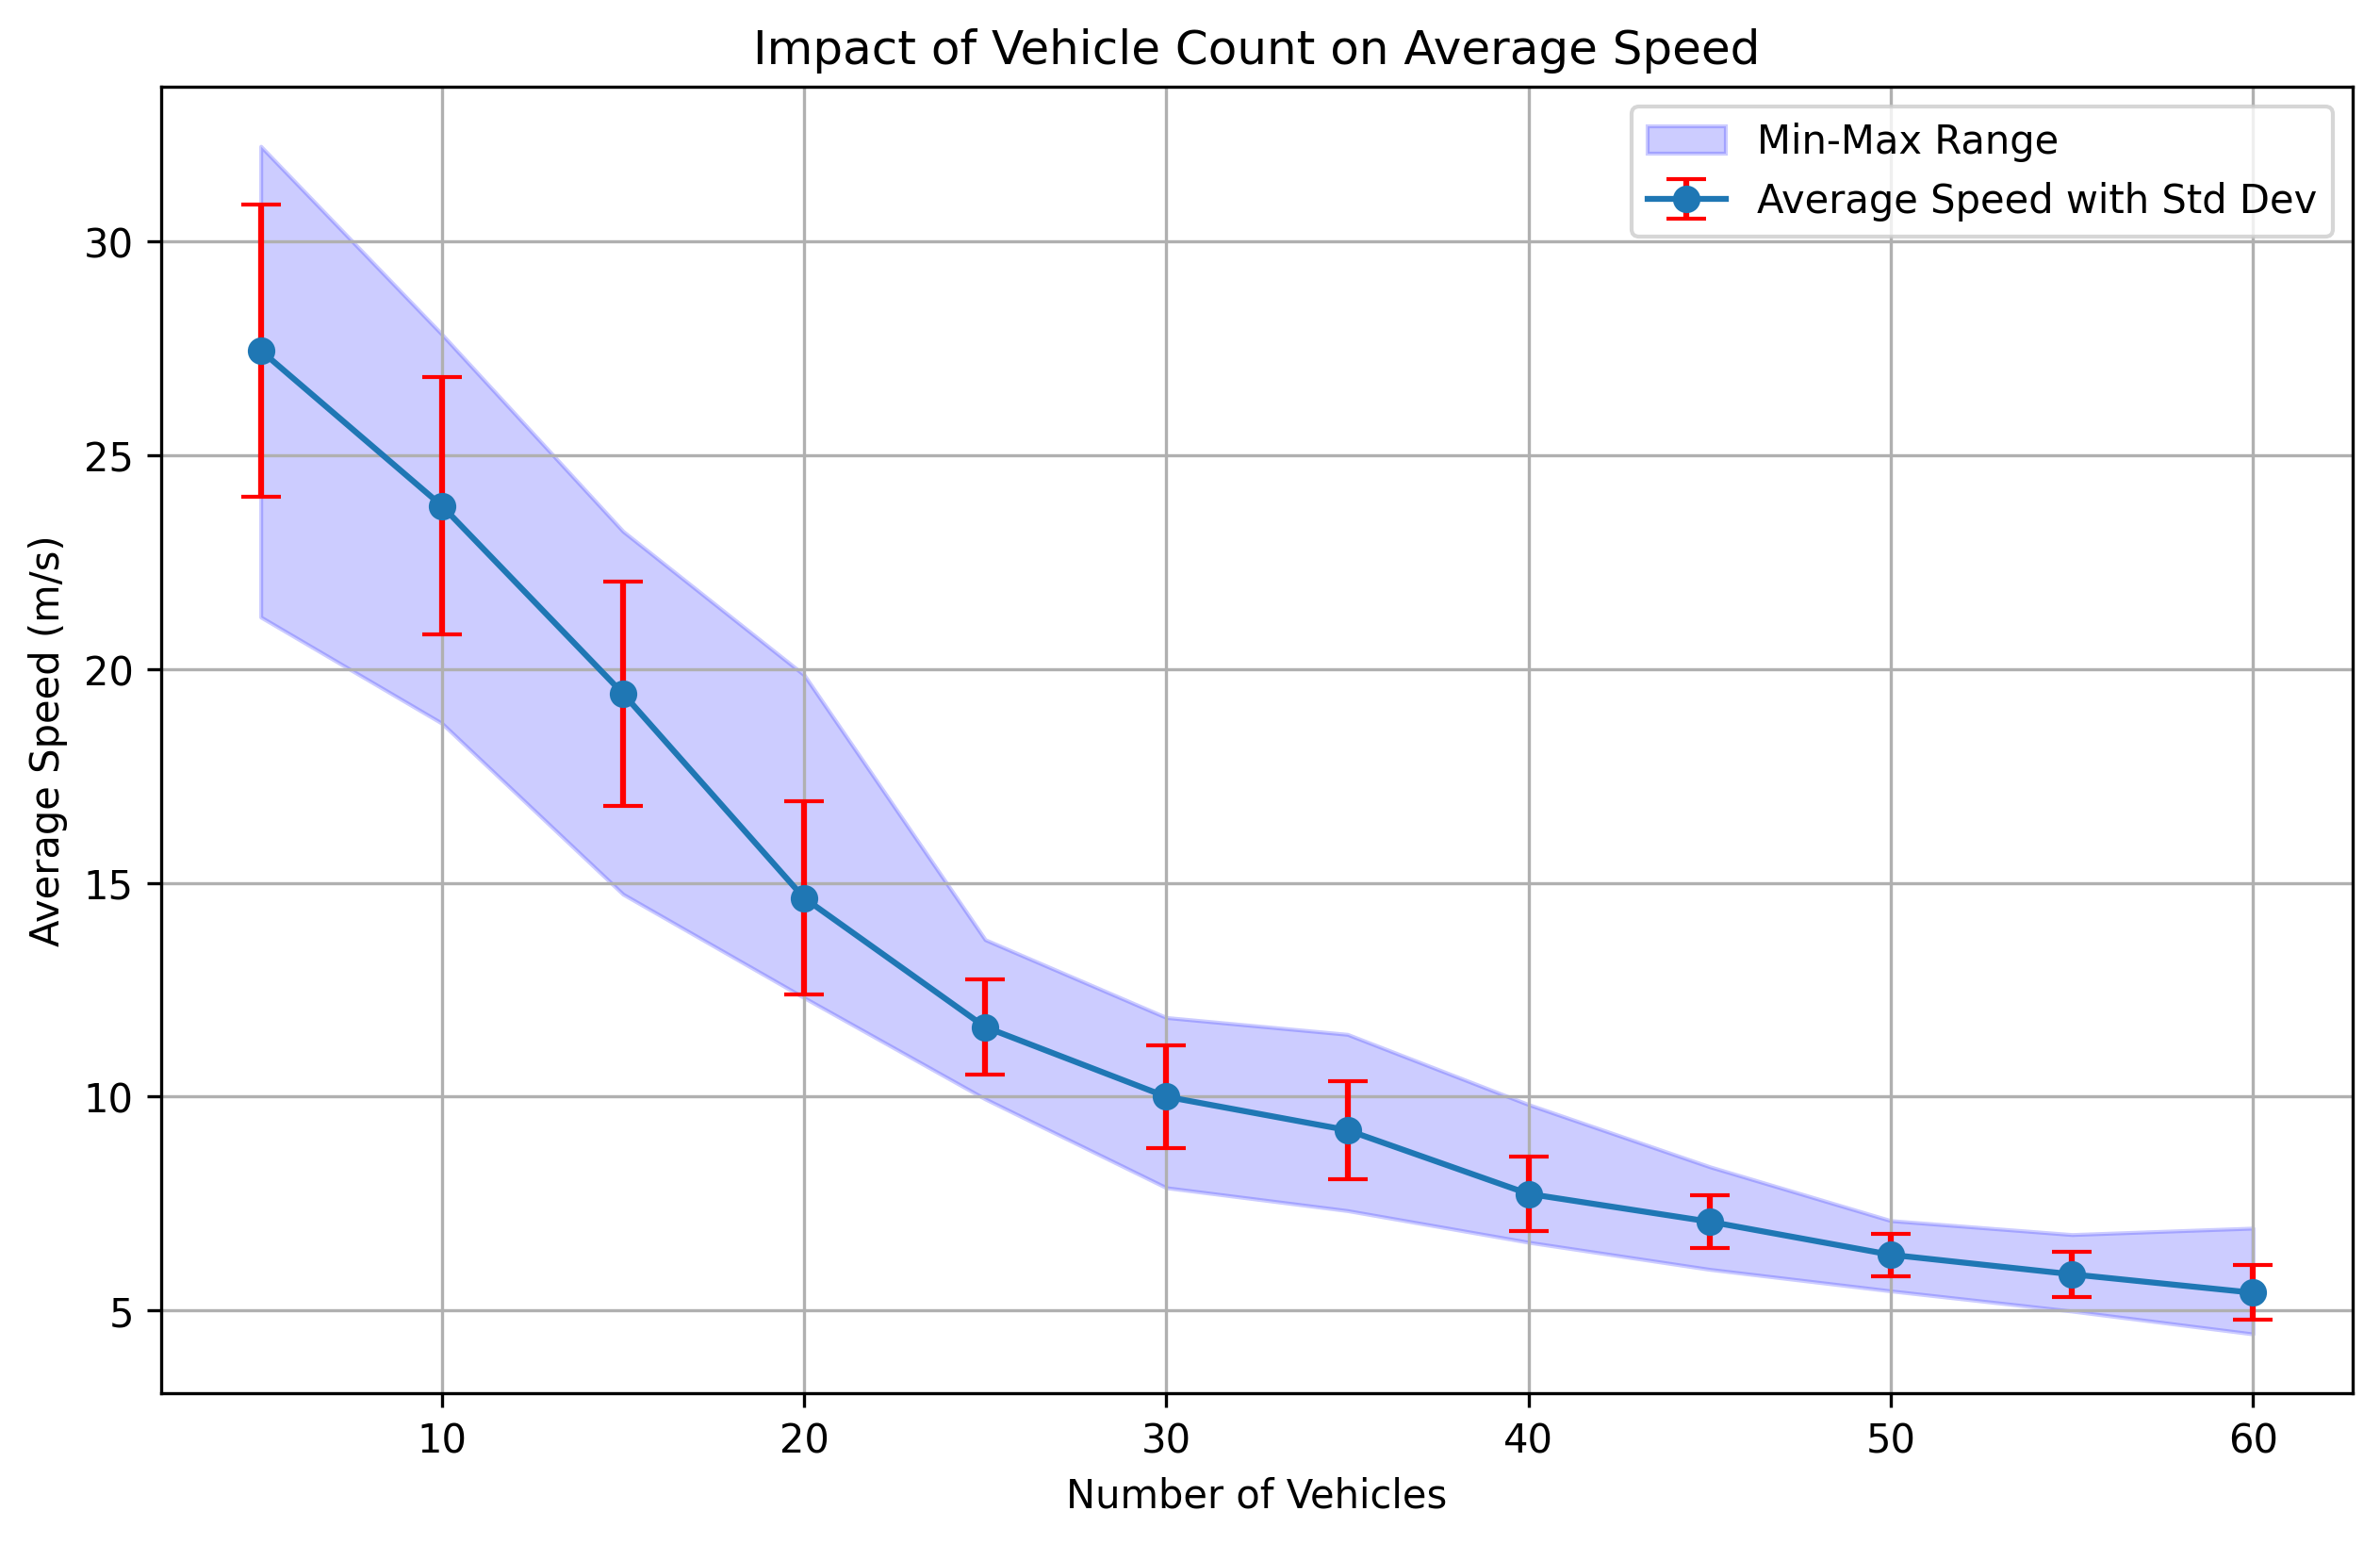 Impact of Vehicle Count on Average Speed
Min-Max Range
Average Speed with Std Dev
30
25
20
15
10
5
Average Speed (m/s)
10 20 30 40 50 60
Number of Vehicles